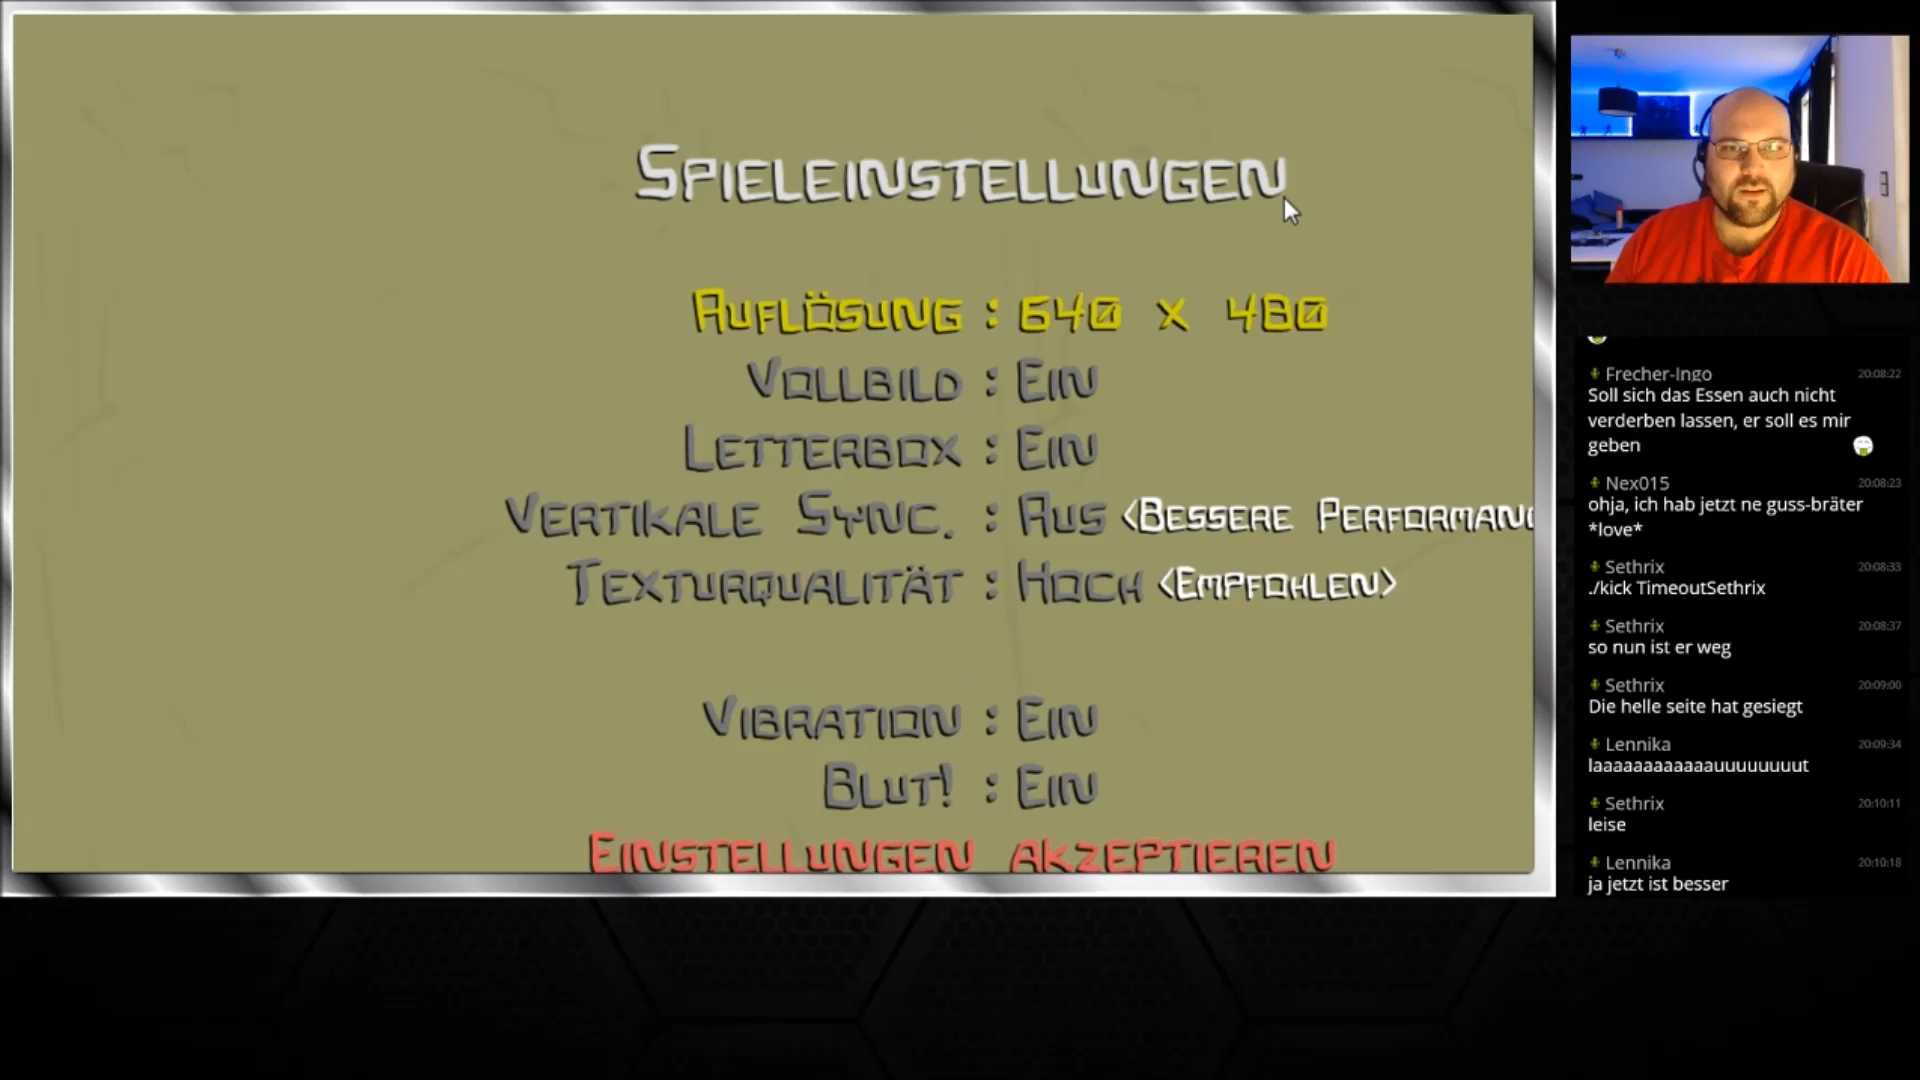 SPIELEINSTELLUNGEN
AUFLÖSUNG : 640 x 480
VOLLBILD : EIN
LETTERBOX : EIN
VERTIKALE SYNC. : AUS <BESSERE PERFORMANC
TEXTURQUALITÄT : HOCH <EMPFOHLEN>
VIBRATION : EIN
BLUT! : EIN
EINSTELLUNGEN AKZEPTIEREN
Frecher-Ingo 20:08:22
Soll sich das Essen auch nicht
verderben lassen, er soll es mir
geben
Nex015 20:08:23
ohja, ich hab jetzt ne guss-bräter
*love*
Sethrix 20:08:33
./kick TimeoutSethrix
Sethrix 20:08:37
so nun ist er weg
Sethrix 20:09:00
Die helle seite hat gesiegt
Lennika 20:09:34
laaaaaaaaaaaauuuuuuuut
Sethrix 20:10:11
leise
Lennika 20:10:18
ja jetzt ist besser